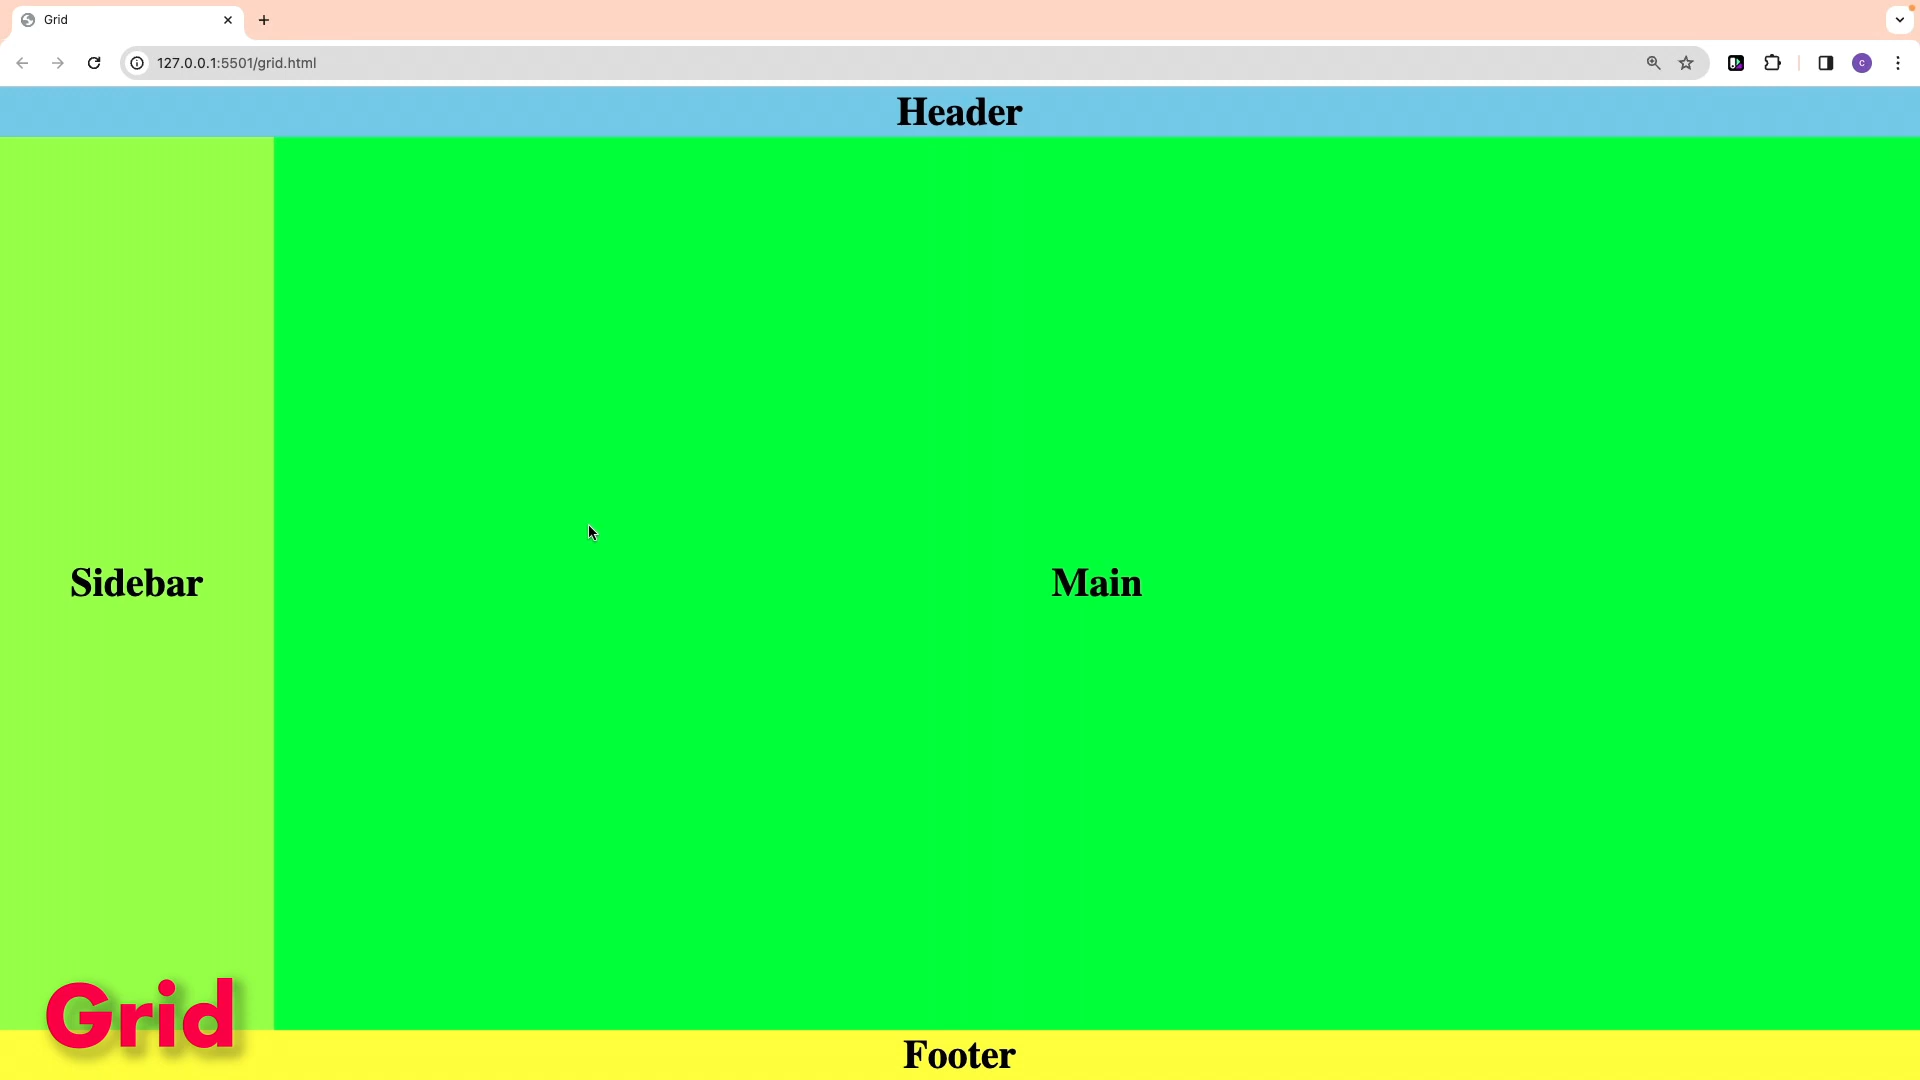 Grid
127.0.0.1:5501/grid.html
c
Header
Sidebar
Main
Grid
Footer